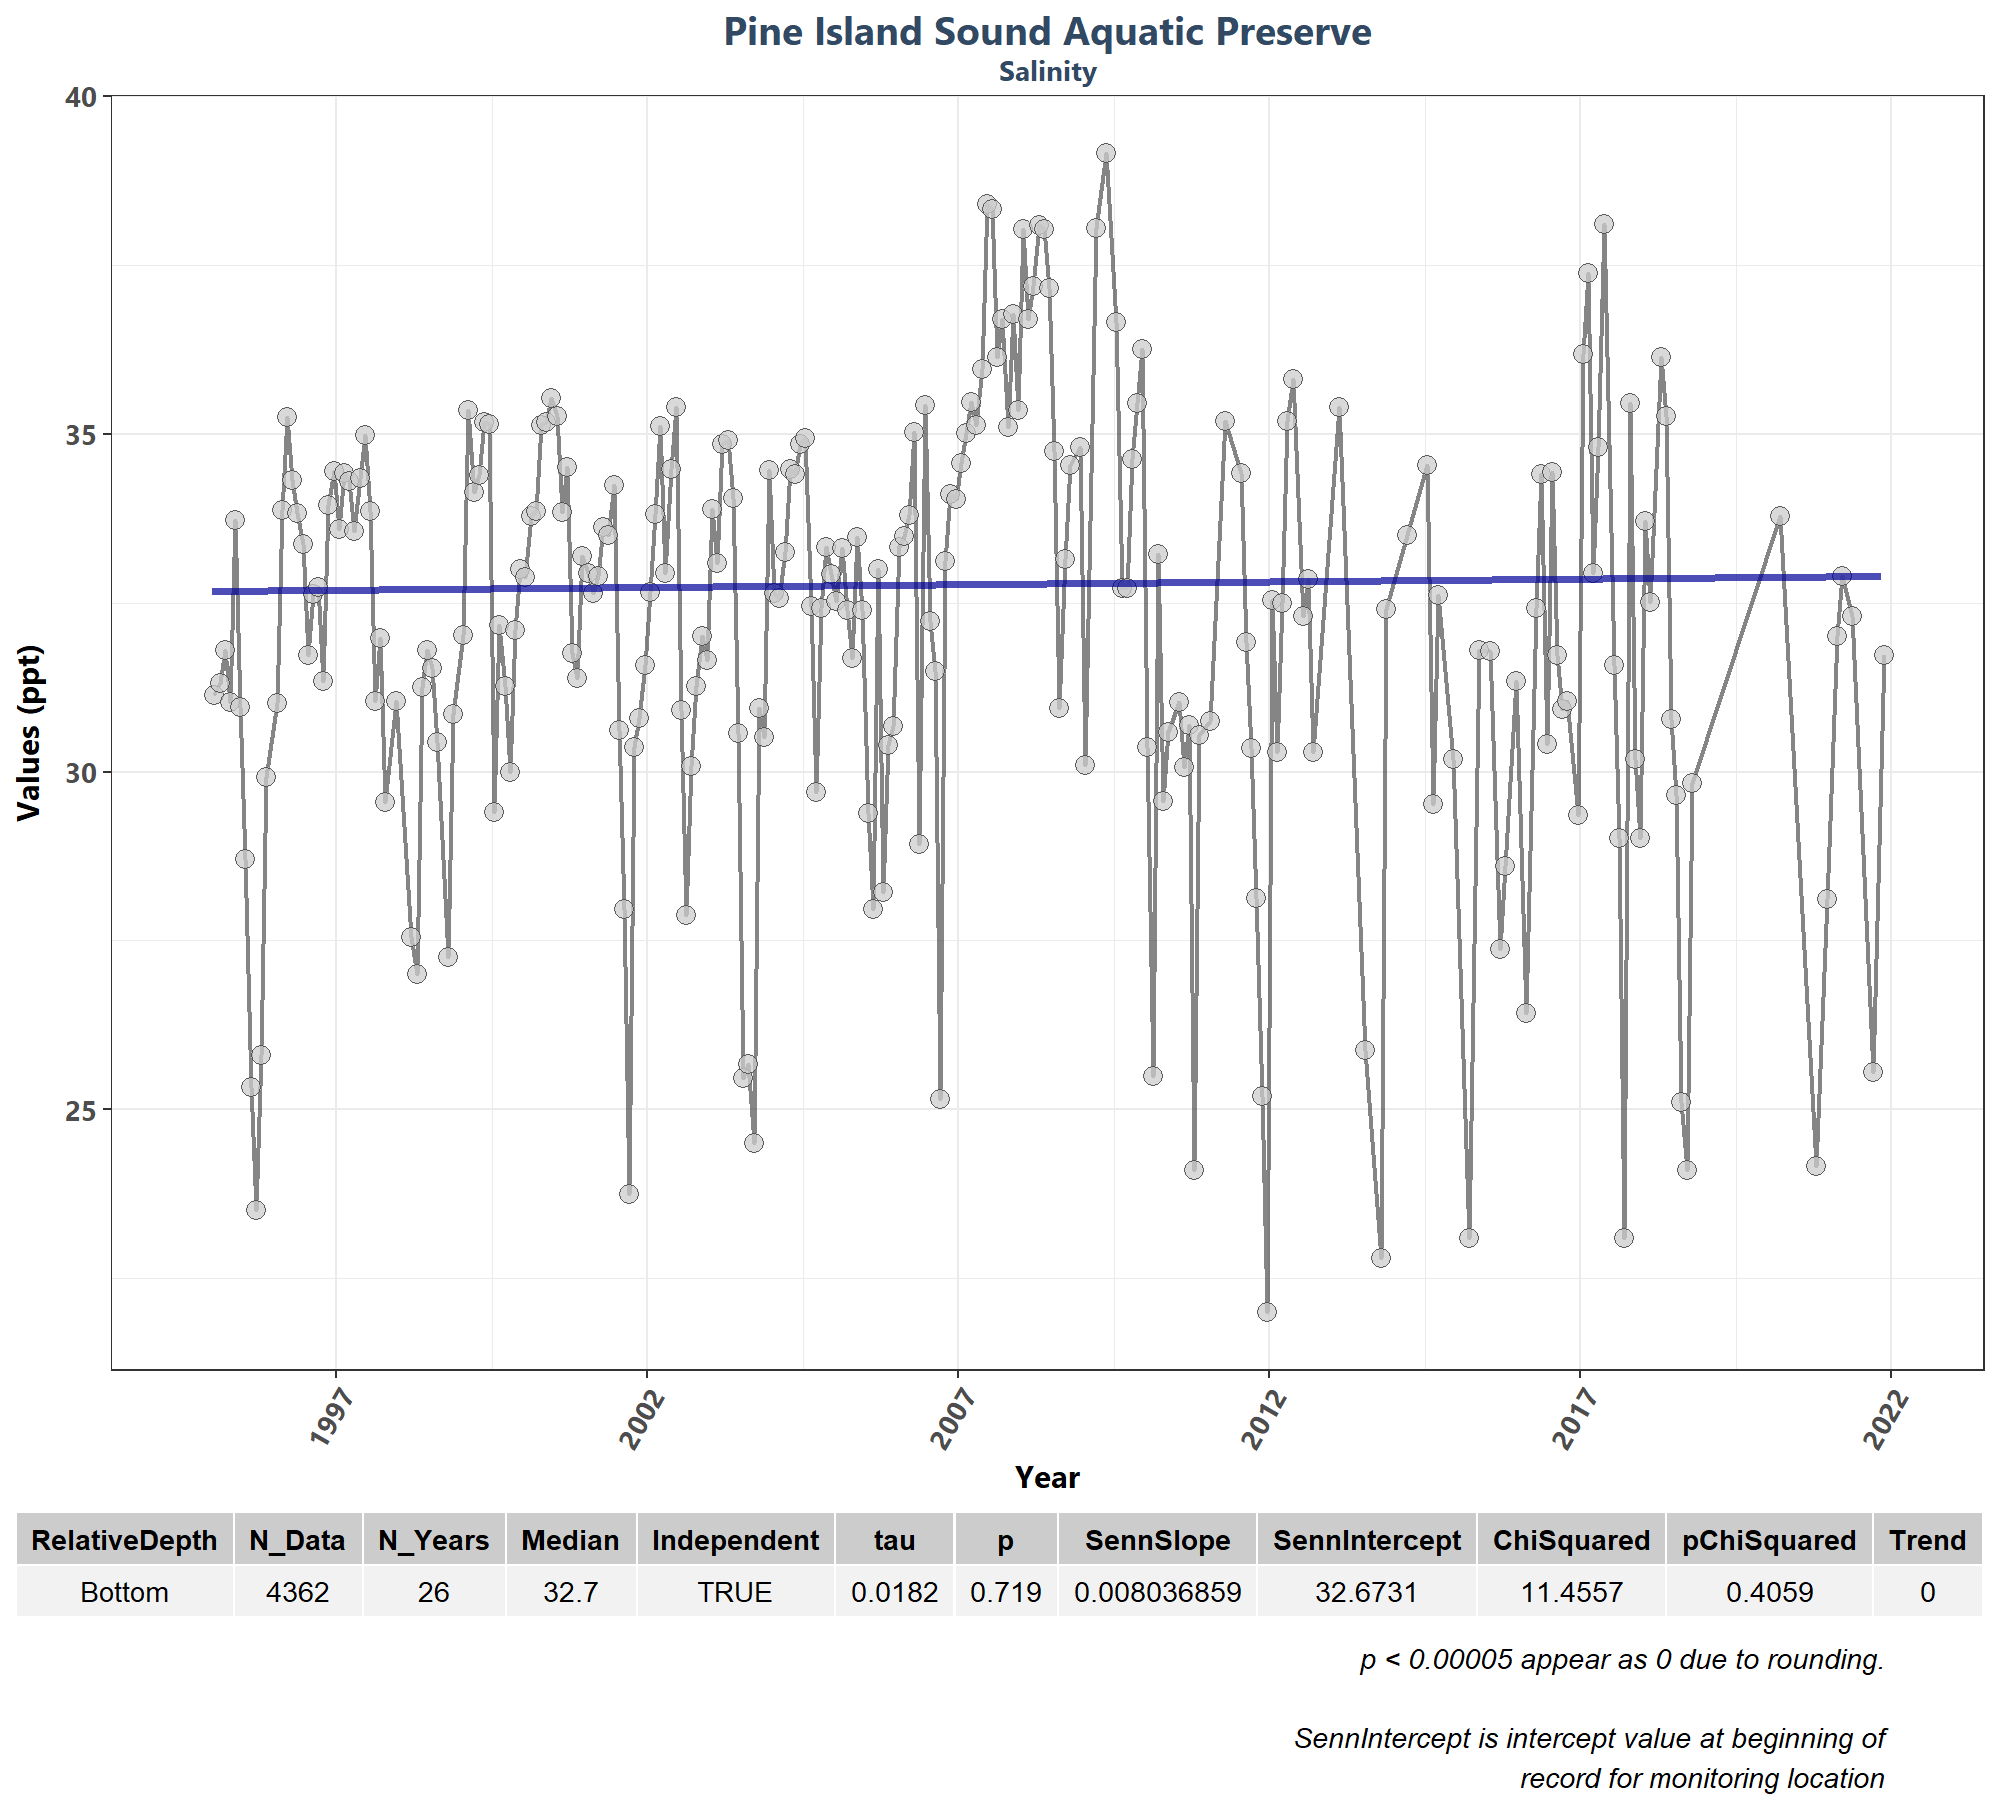 Pine Island Sound Aquatic Preserve
Salinity
40
35
30
25
Values (ppt)
1997 2002 2007 2012 2017 2022
Year
RelativeDepth N_Data N_Years Median Independent tau p SennSlope SennIntercept ChiSquared pChiSquared Trend
Bottom 4362 26 32.7 TRUE 0.0182 0.719 0.008036859 32.6731 11.4557 0.4059 0
p < 0.00005 appear as 0 due to rounding.
SennIntercept is intercept value at beginning of
record for monitoring location